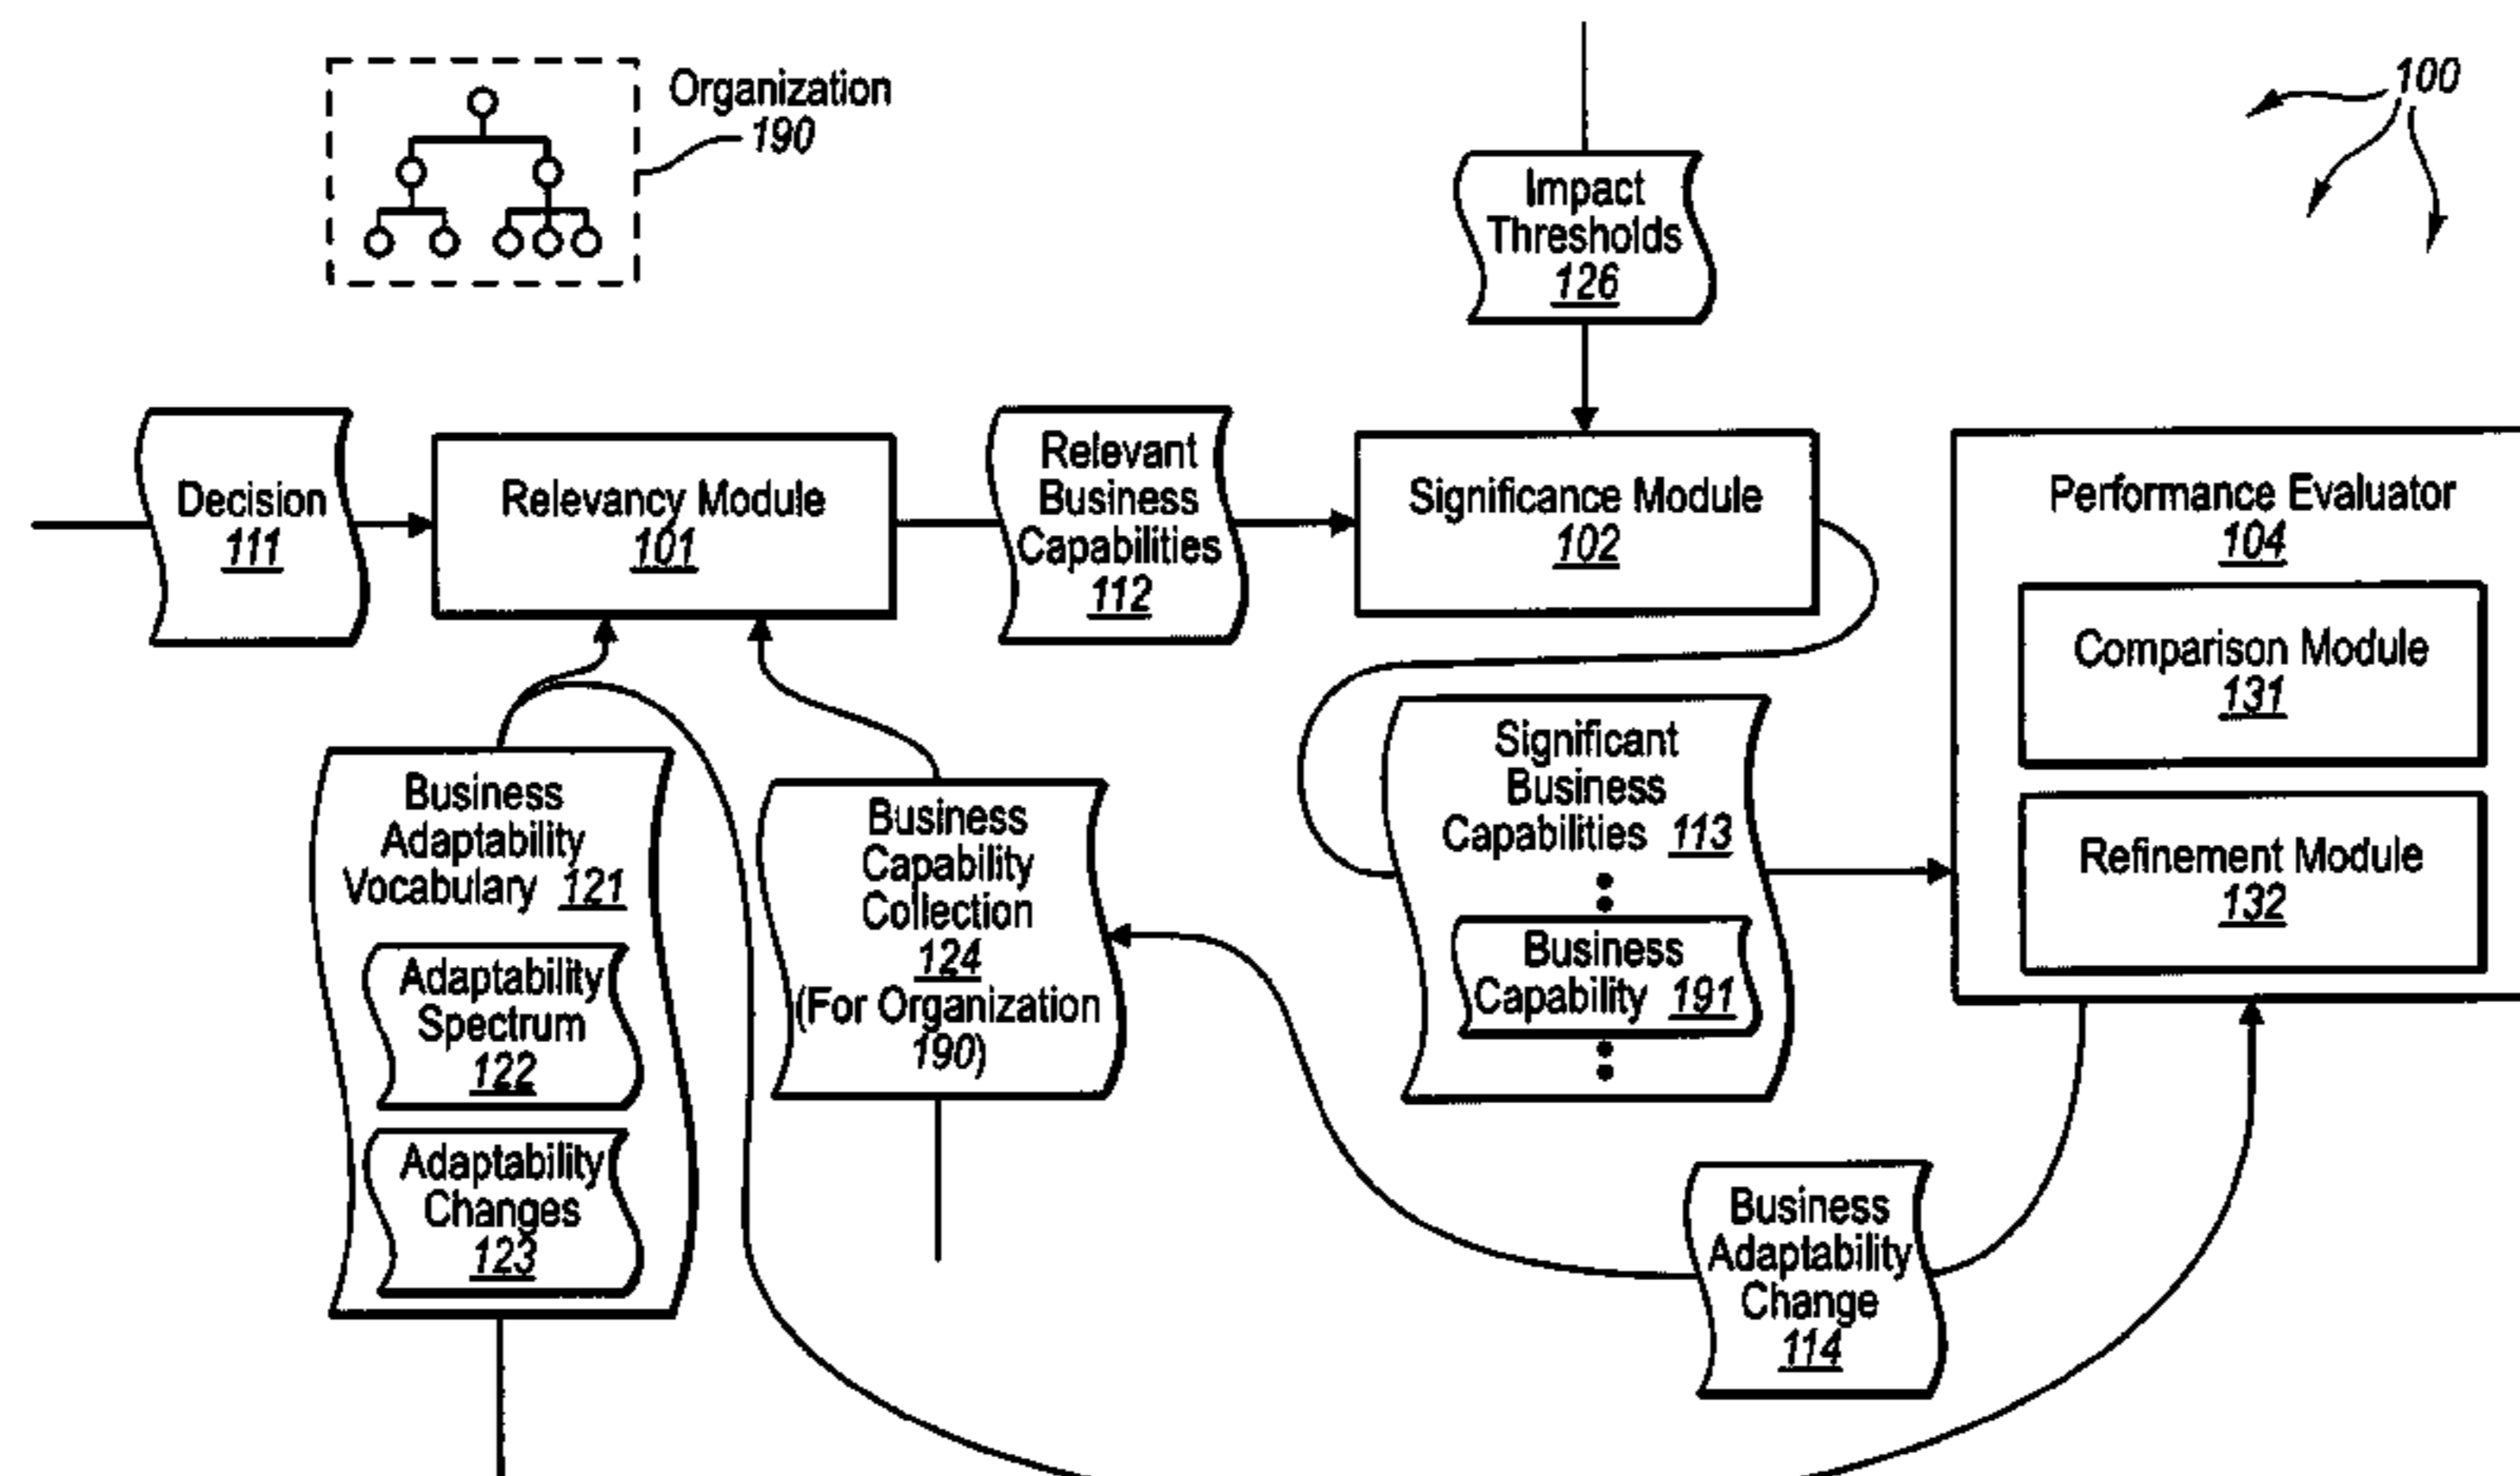 Organization
190
100
Impact
Thresholds
126
Decision
111
Relevancy Module
101
Relevant
Business
Capabilities
112
Significance Module
102
Performance Evaluator
104
Comparison Module
131
Refinement Module
132
Business
Adaptability
Vocabulary 121
Adaptability
Spectrum
122
Adaptability
Changes
123
Business
Capability
Collection
124
(For Organization
190)
Significant
Business
Capabilities 113
Business
Capability 191
Business
Adaptability
Change
114